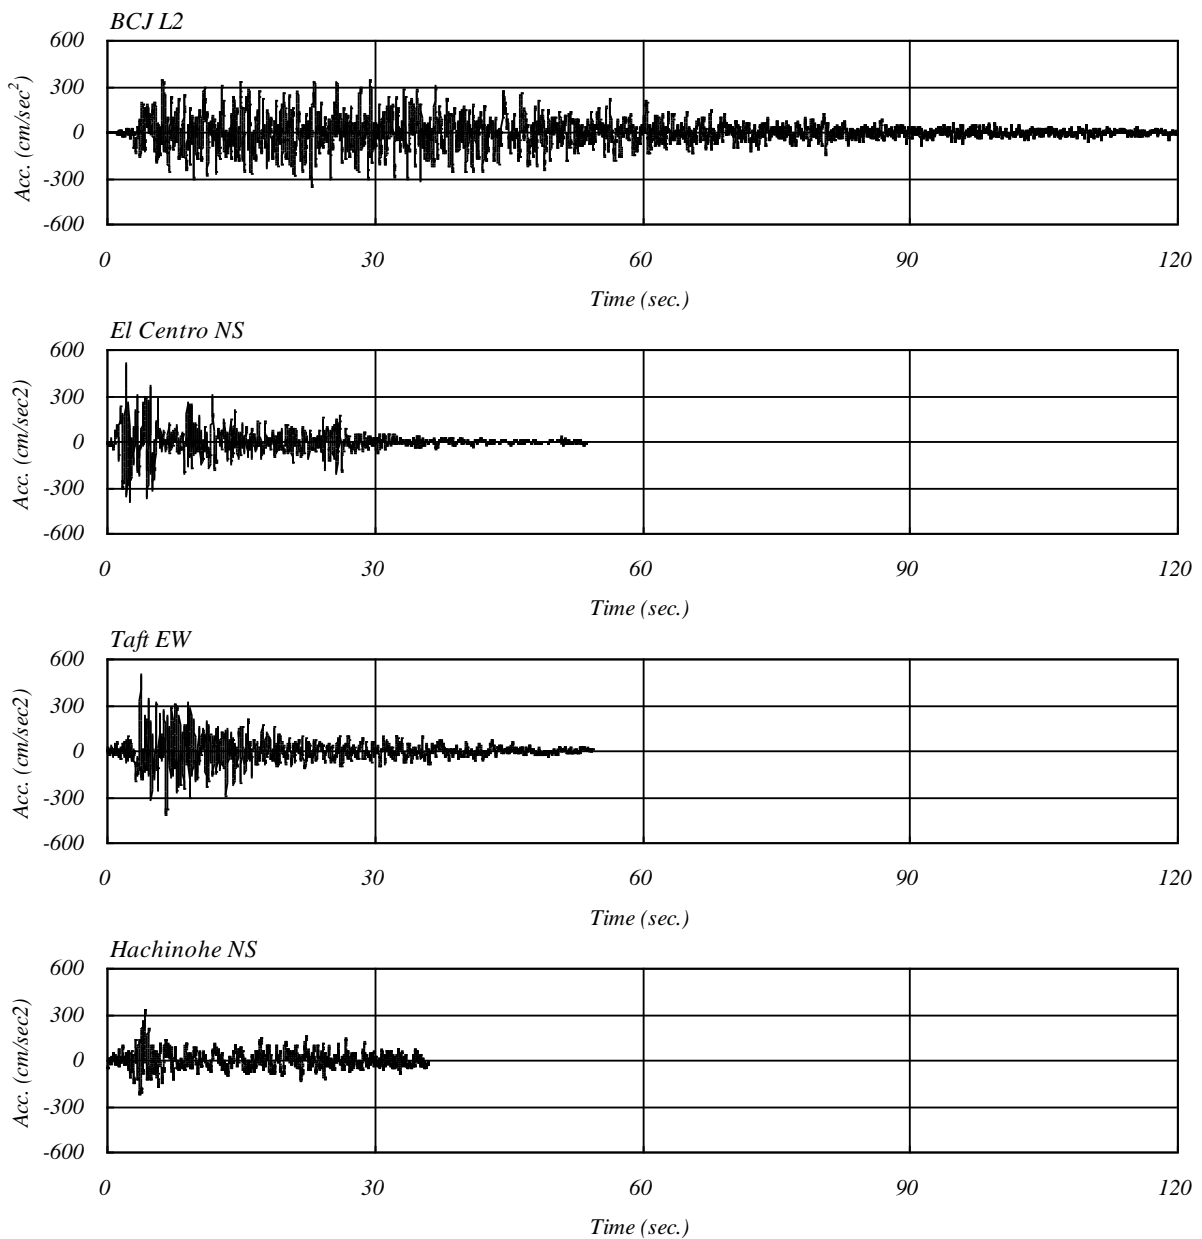 BCJ L2
600
300
0
-300
-600
Acc. (cm/sec²)
0 30 60 90 120
Time (sec.)
El Centro NS
600
300
0
-300
-600
Acc. (cm/sec2)
0 30 60 90 120
Time (sec.)
Taft EW
600
300
0
-300
-600
Acc. (cm/sec2)
0 30 60 90 120
Time (sec.)
Hachinohe NS
600
300
0
-300
-600
Acc. (cm/sec2)
0 30 60 90 120
Time (sec.)